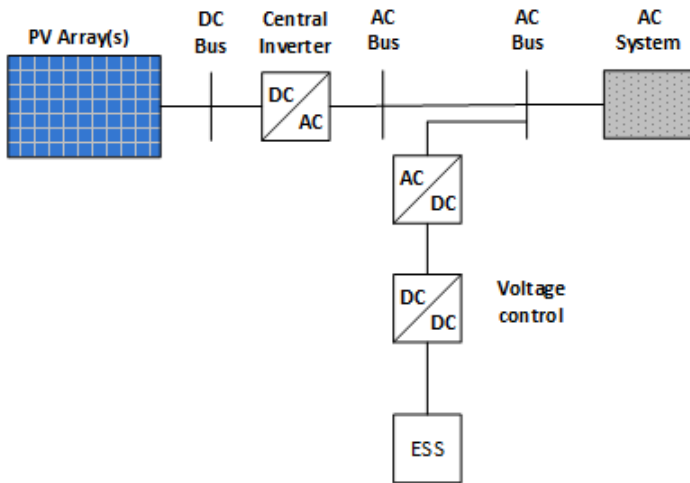 PV Array(s)
DC
Bus
Central
Inverter
AC
Bus
AC
Bus
AC
System
DC
AC
AC
DC
DC
DC
Voltage
control
ESS